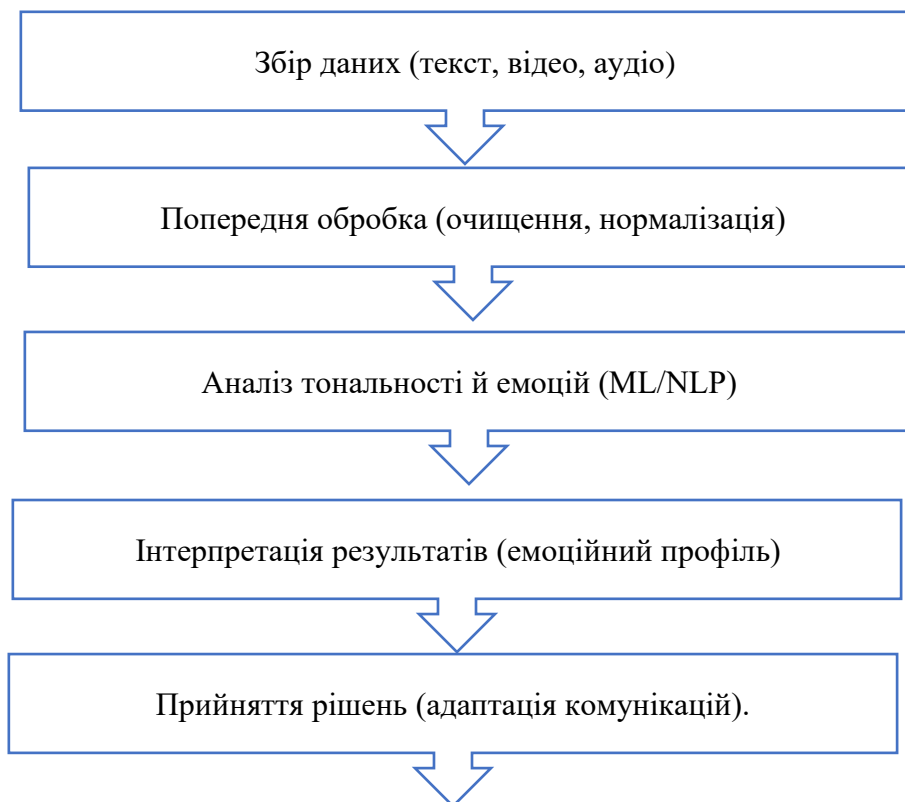 Збір даних (текст, відео, аудіо)
Попередня обробка (очищення, нормалізація)
Аналіз тональності й емоцій (ML/NLP)
Інтерпретація результатів (емоційний профіль)
Прийняття рішень (адаптація комунікацій).